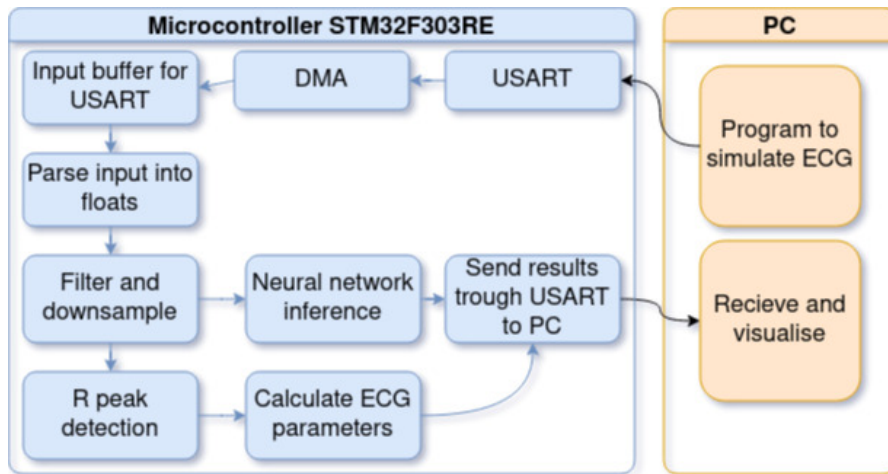 Microcontroller STM32F303RE
PC
Input buffer for
USART
DMA
USART
Program to
simulate ECG
Parse input into
floats
Filter and
downsample
Neural network
inference
Send results
trough USART
to PC
Recieve and
visualise
R peak
detection
Calculate ECG
parameters